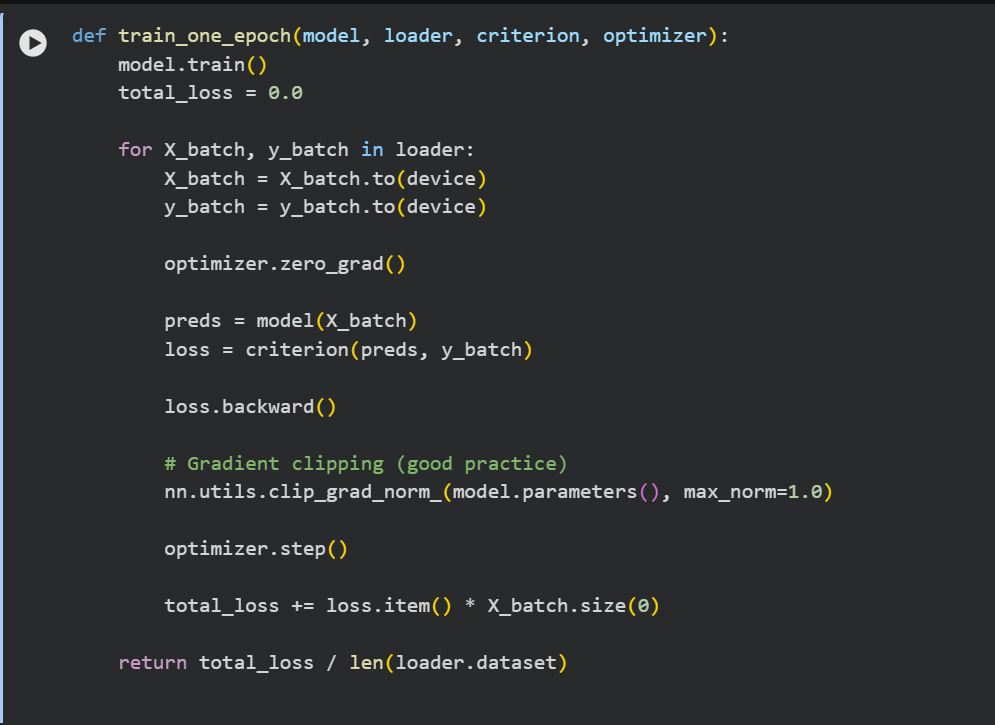 def train_one_epoch(model, loader, criterion, optimizer):
    model.train()
    total_loss = 0.0

    for X_batch, y_batch in loader:
        X_batch = X_batch.to(device)
        y_batch = y_batch.to(device)

        optimizer.zero_grad()

        preds = model(X_batch)
        loss = criterion(preds, y_batch)

        loss.backward()

        # Gradient clipping (good practice)
        nn.utils.clip_grad_norm_(model.parameters(), max_norm=1.0)

        optimizer.step()

        total_loss += loss.item() * X_batch.size(0)

    return total_loss / len(loader.dataset)